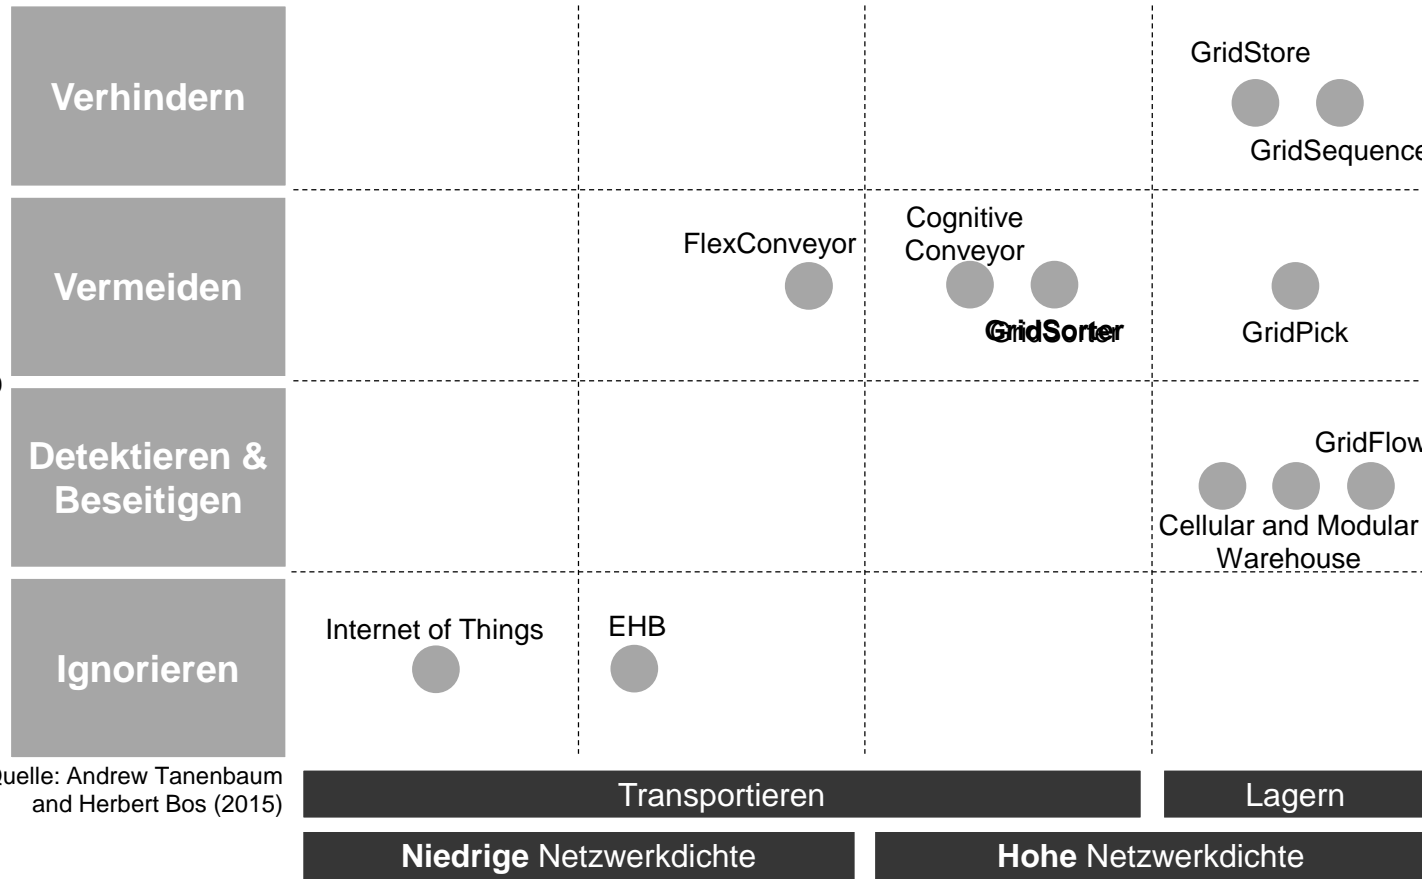 GridStore
Verhindern
GridSequence
Cognitive
Conveyor
FlexConveyor
Vermeiden
GridSorter
GridPick
Detektieren &
Beseitigen
GridFlow
Cellular and Modular
Warehouse
Internet of Things
EHB
Ignorieren
Quelle: Andrew Tanenbaum
and Herbert Bos (2015)
Transportieren
Lagern
Niedrige Netzwerkdichte
Hohe Netzwerkdichte